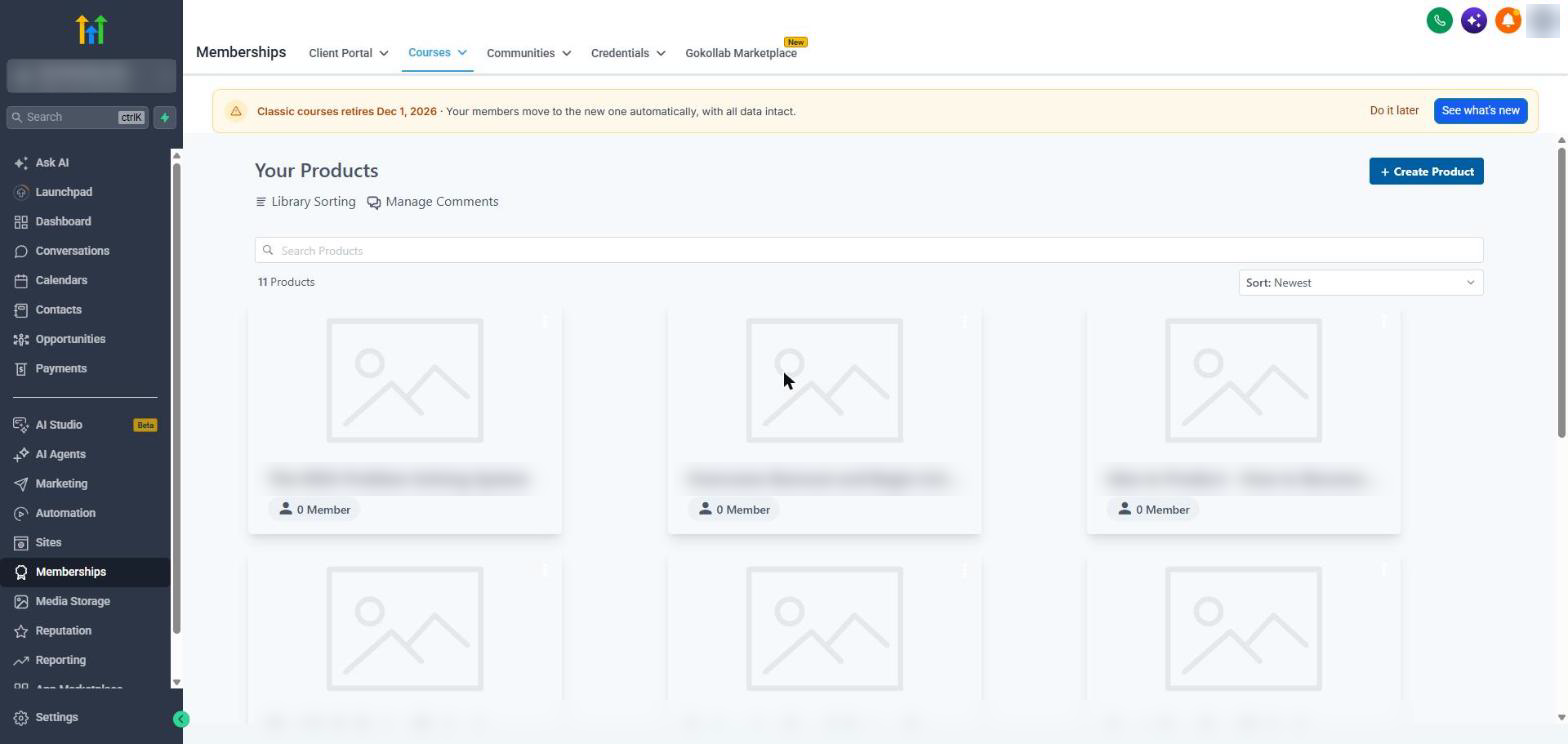 Memberships
Client Portal
Courses
Communities
Credentials
Gokollab Marketplace
New
Search
ctrlK
Ask AI
Launchpad
Dashboard
Conversations
Calendars
Contacts
Opportunities
Payments
AI Studio
Beta
AI Agents
Marketing
Automation
Sites
Memberships
Media Storage
Reputation
Reporting
App Marketplace
Settings
Classic courses retires Dec 1, 2026 · Your members move to the new one automatically, with all data intact.
Do it later
See what's new
Your Products
+ Create Product
Library Sorting
Manage Comments
Search Products
11 Products
Sort: Newest
0 Member
0 Member
0 Member